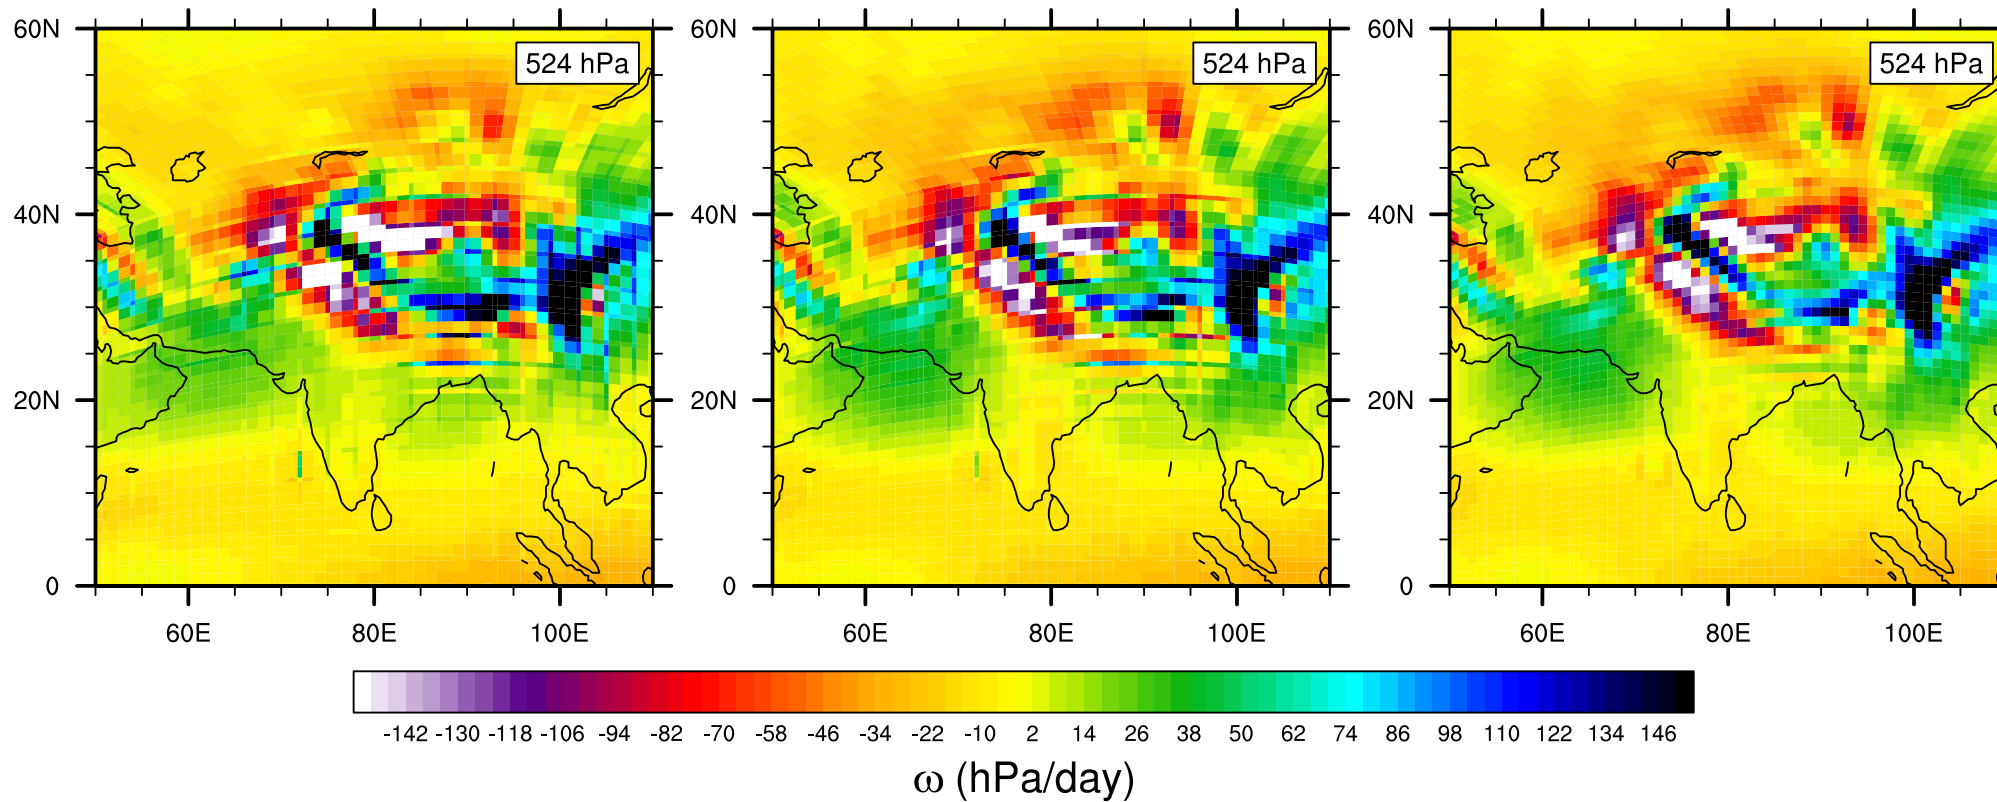 60N 524 hPa 60N 524 hPa 60N 524 hPa
40N 40N 40N
20N 20N 20N
0 0 0
60E 80E 100E 60E 80E 100E 60E 80E 100E
-142 -130 -118 -106 -94 -82 -70 -58 -46 -34 -22 -10 2 14 26 38 50 62 74 86 98 110 122 134 146
ω (hPa/day)